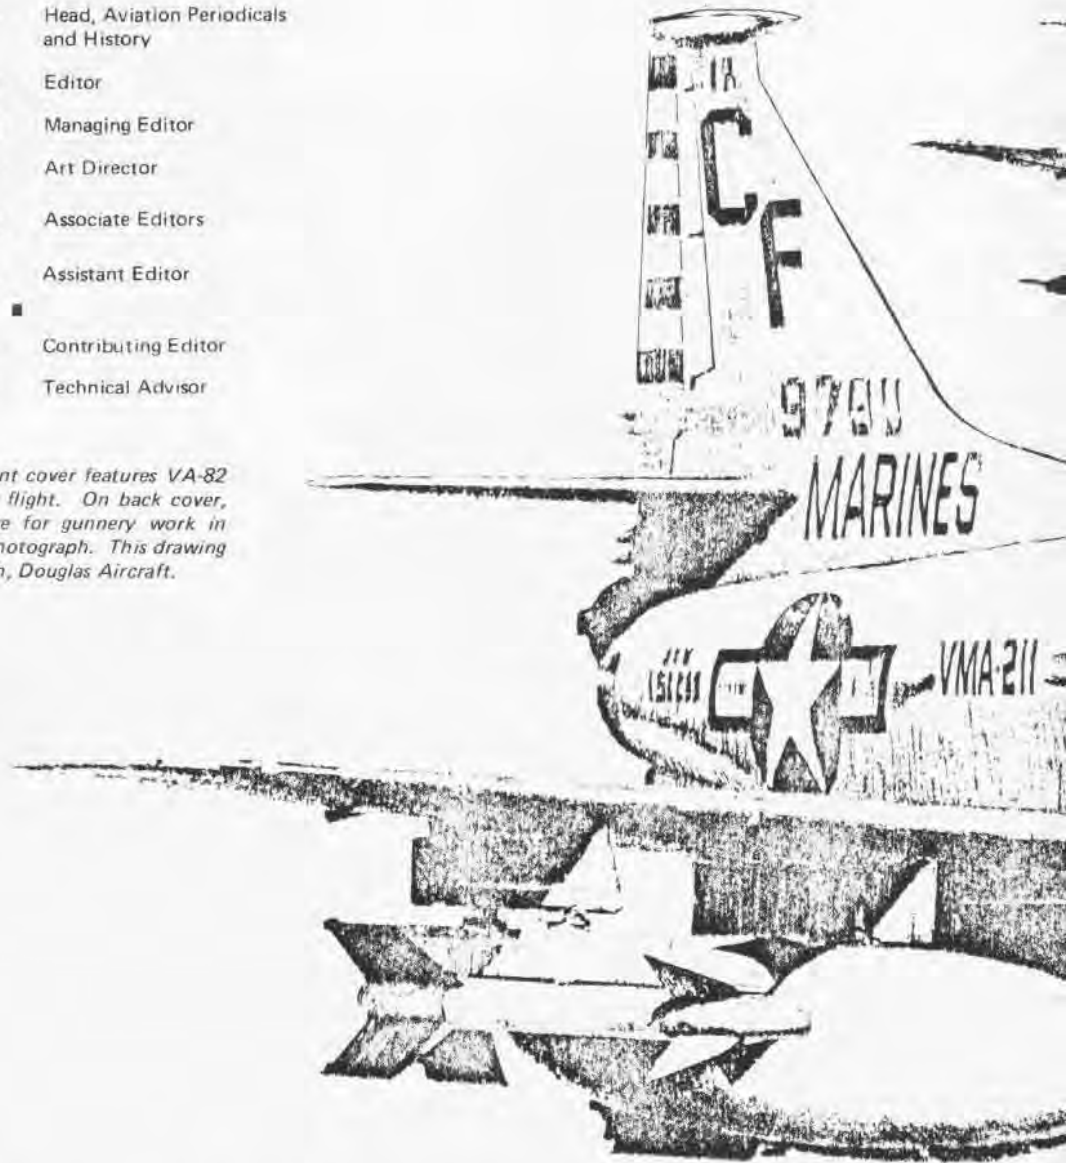 Head, Aviation Periodicals
and History
Editor
Managing Editor
Art Director
Associate Editors
Assistant Editor
Contributing Editor
Technical Advisor
nt cover features VA-82
flight. On back cover,
e for gunnery work in
hotograph. This drawing
n, Douglas Aircraft.
CF
MARINES
VMA-211